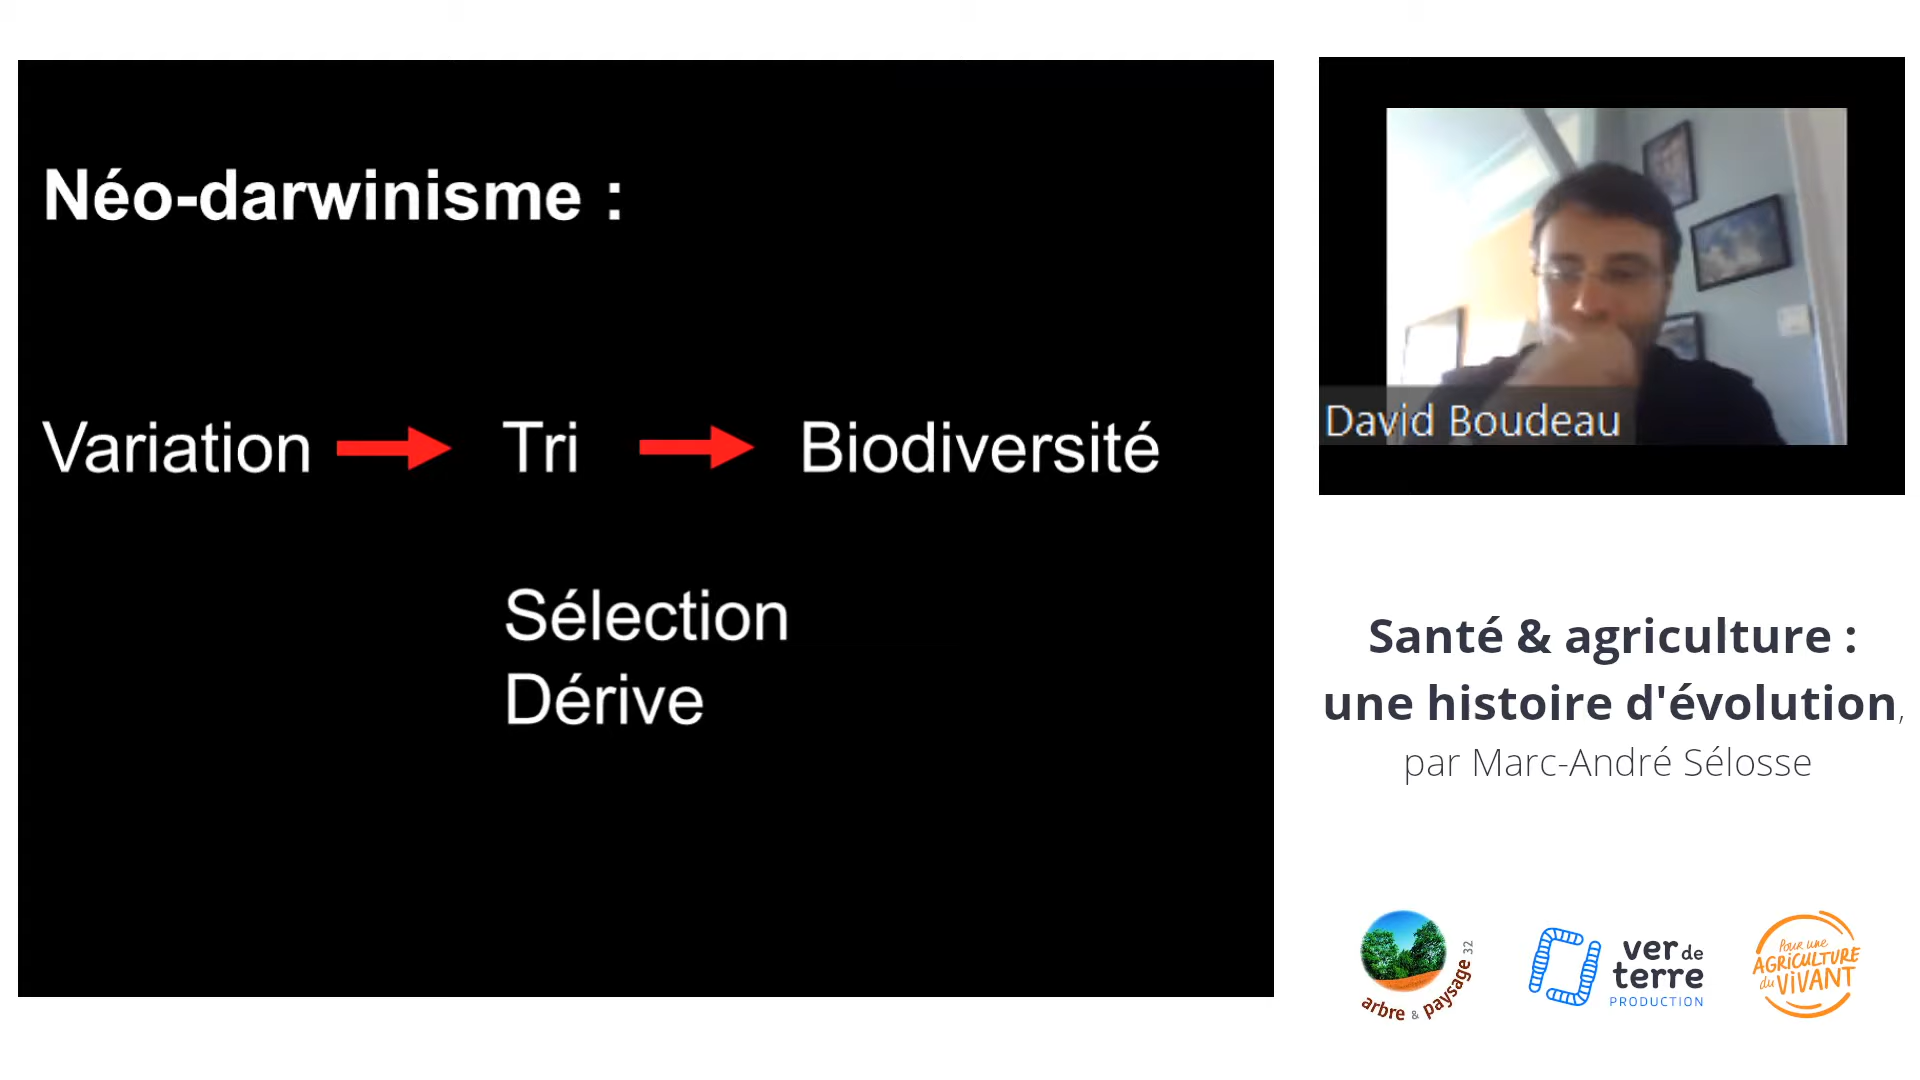 Néo-darwinisme :
Variation Tri Biodiversité
Sélection
Dérive
David Boudeau
Santé & agriculture :
une histoire d'évolution,
par Marc-André Sélosse
arbre & paysage 32
ver de
terre
PRODUCTION
Pour une
AGRICULTURE
du ViVANT